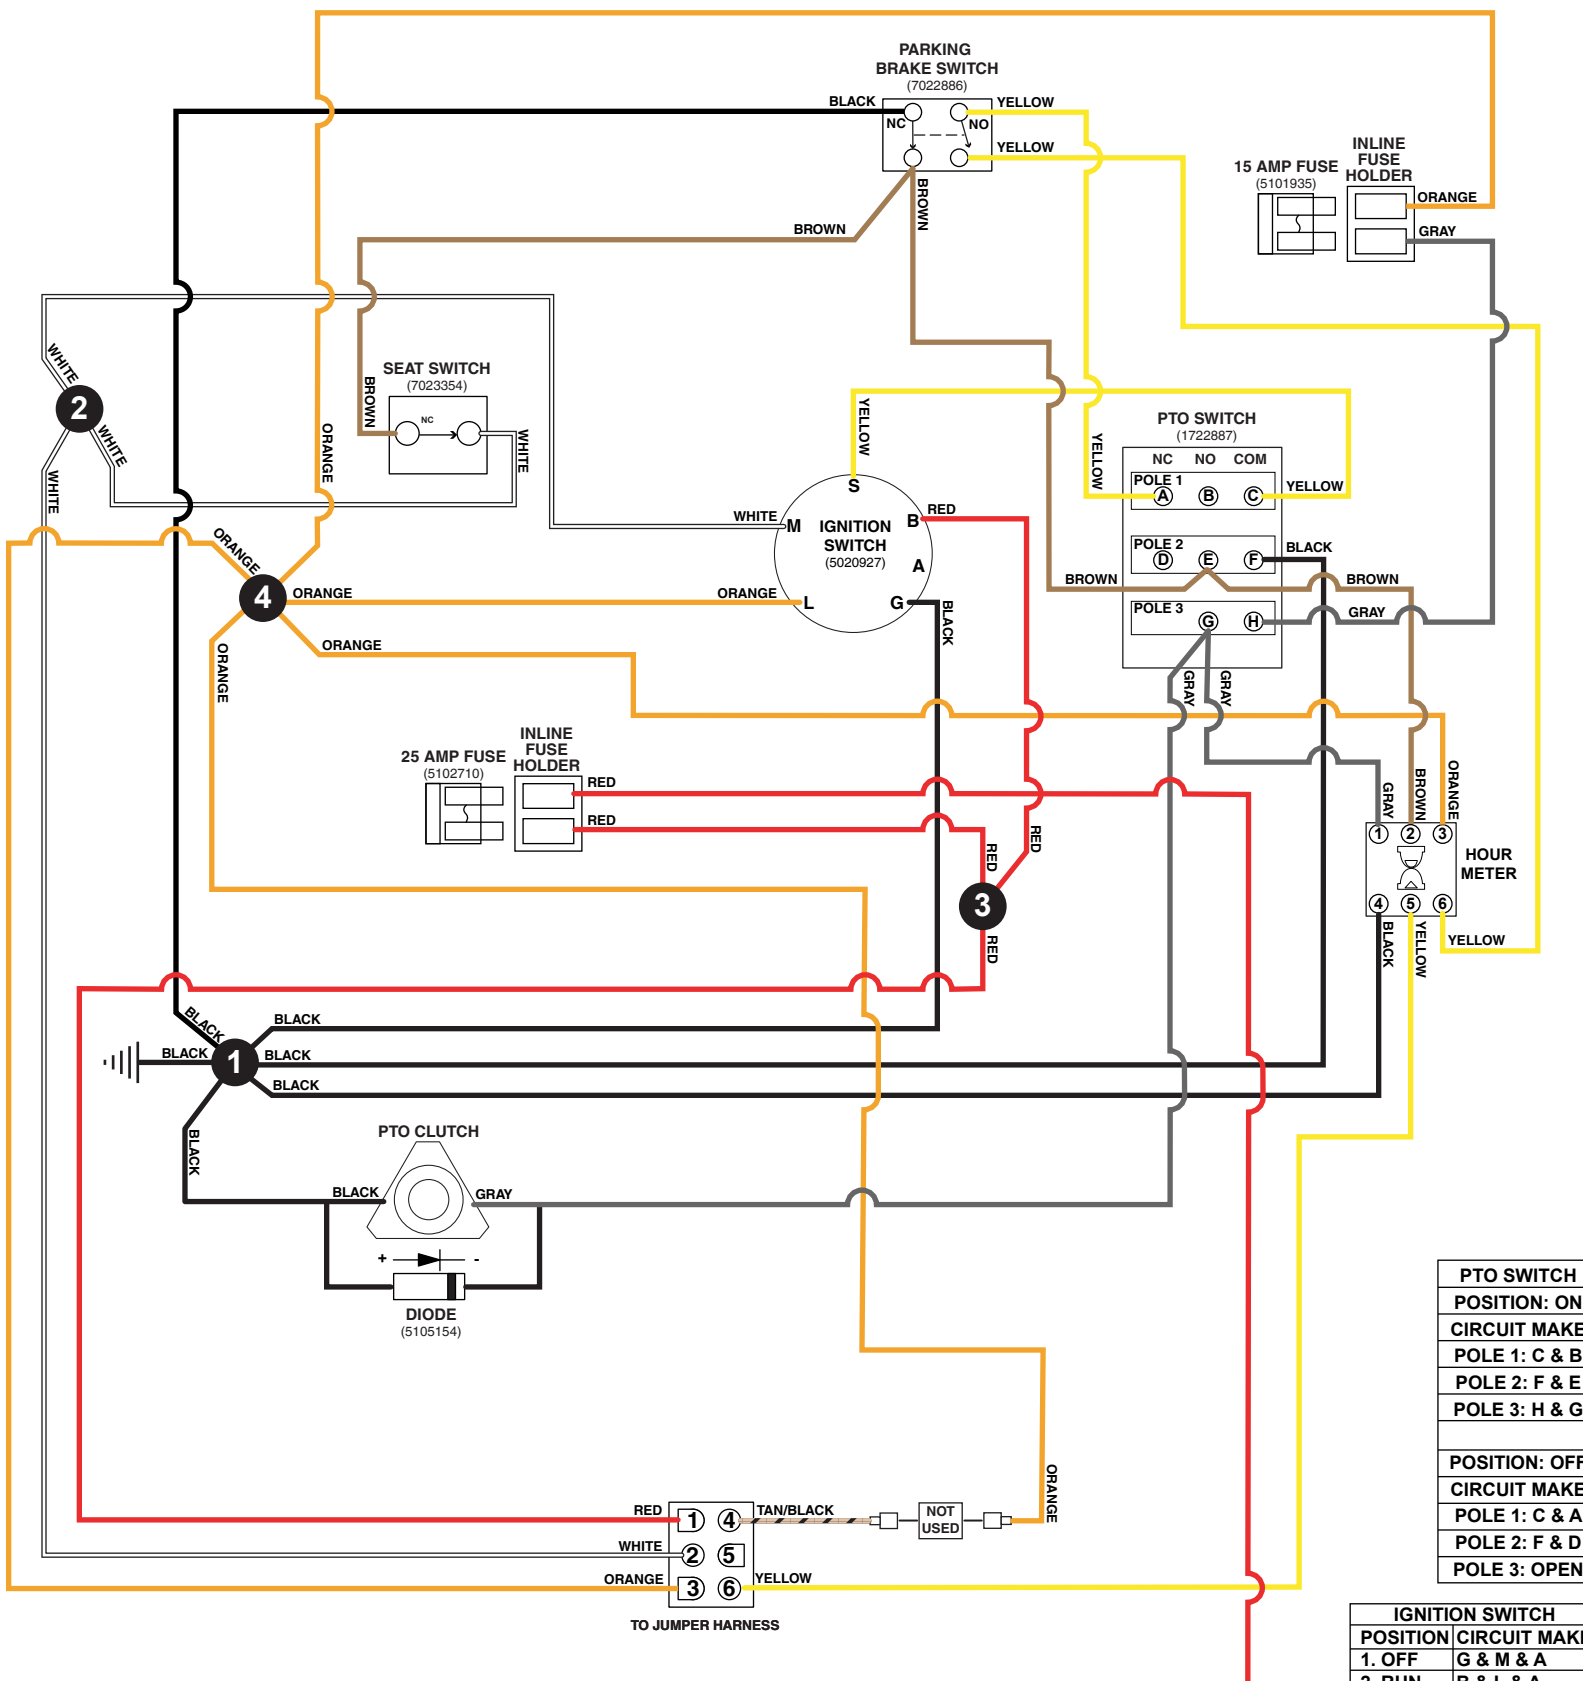 PARKING
BRAKE SWITCH
(7022886)
BLACK
YELLOW
NC
NO
YELLOW
BROWN
BROWN
15 AMP FUSE
(5101935)
INLINE
FUSE
HOLDER
ORANGE
GRAY
WHITE
2
WHITE
WHITE
SEAT SWITCH
(7023354)
NC
BROWN
WHITE
ORANGE
YELLOW
YELLOW
PTO SWITCH
(1722887)
NC NO COM
POLE 1
A B C
YELLOW
POLE 2
D E F
BLACK
BROWN
BROWN
POLE 3
G H
GRAY
GRAY
GRAY
S
WHITE
M
IGNITION
SWITCH
(5020927)
B
RED
A
L
G
BLACK
ORANGE
4
ORANGE
ORANGE
ORANGE
ORANGE
25 AMP FUSE
(5102710)
INLINE
FUSE
HOLDER
RED
RED
RED
RED
3
RED
GRAY
BROWN
ORANGE
1 2 3
HOUR
METER
4 5 6
BLACK
YELLOW
YELLOW
BLACK
BLACK
BLACK
1
BLACK
BLACK
BLACK
PTO CLUTCH
BLACK
GRAY
+ -
DIODE
(5105154)
ORANGE
RED
1 4
TAN/BLACK
NOT
USED
WHITE
2 5
ORANGE
3 6
YELLOW
TO JUMPER HARNESS
PTO SWITCH
POSITION: ON
CIRCUIT MAKE
POLE 1: C & B
POLE 2: F & E
POLE 3: H & G
POSITION: OFF
CIRCUIT MAKE
POLE 1: C & A
POLE 2: F & D
POLE 3: OPEN
IGNITION SWITCH
POSITION CIRCUIT MAKE
1. OFF G & M & A
2. RUN B & L & A